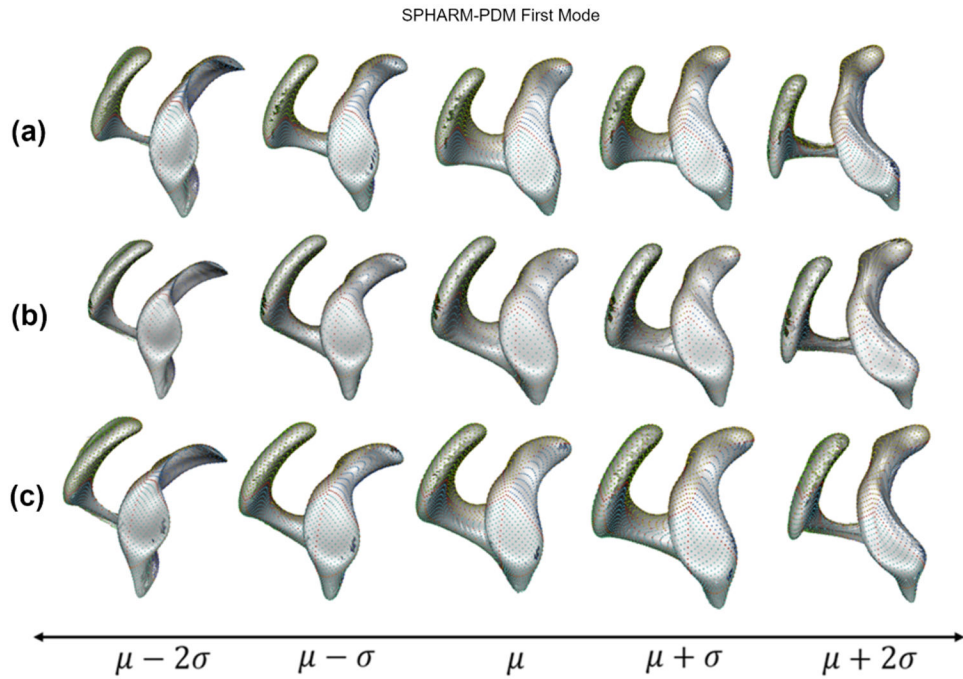 SPHARM-PDM First Mode
(a)
(b)
(c)
μ − 2σ
μ − σ
μ
μ + σ
μ + 2σ